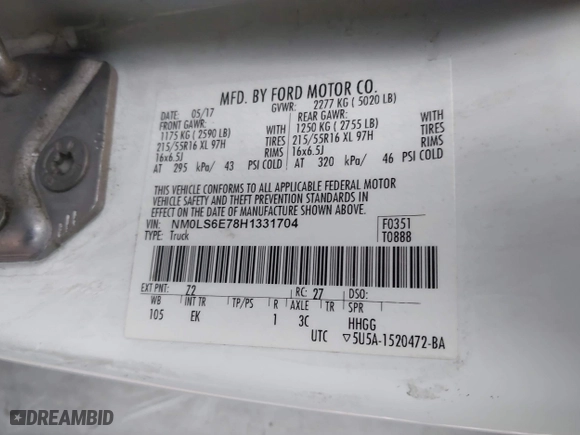 MFD. BY FORD MOTOR CO.
DATE: 05/17 GVWR: 2277 KG ( 5020 LB)
FRONT GAWR: REAR GAWR:
1175 KG ( 2590 LB) WITH 1250 KG ( 2755 LB) WITH
215/55R16 XL 97H TIRES 215/55R16 XL 97H TIRES
16x6.5J RIMS 16x6.5J RIMS
AT 295 kPa/ 43 PSI COLD AT 320 kPa/ 46 PSI COLD
THIS VEHICLE CONFORMS TO ALL APPLICABLE FEDERAL MOTOR
VEHICLE SAFETY AND THEFT PREVENTION STANDARDS IN EFFECT ON THE
DATE OF MANUFACTURE SHOWN ABOVE.
VIN: NM0LS6E78H1331704 F0351
TYPE: Truck T0888
EXT PNT: Z2 RC: 27 DSO:
WB INT TR TP/PS R AXLE TR SPR
105 EK 1 3C HHGG
UTC ▽5U5A-1520472-BA
DREAMBID